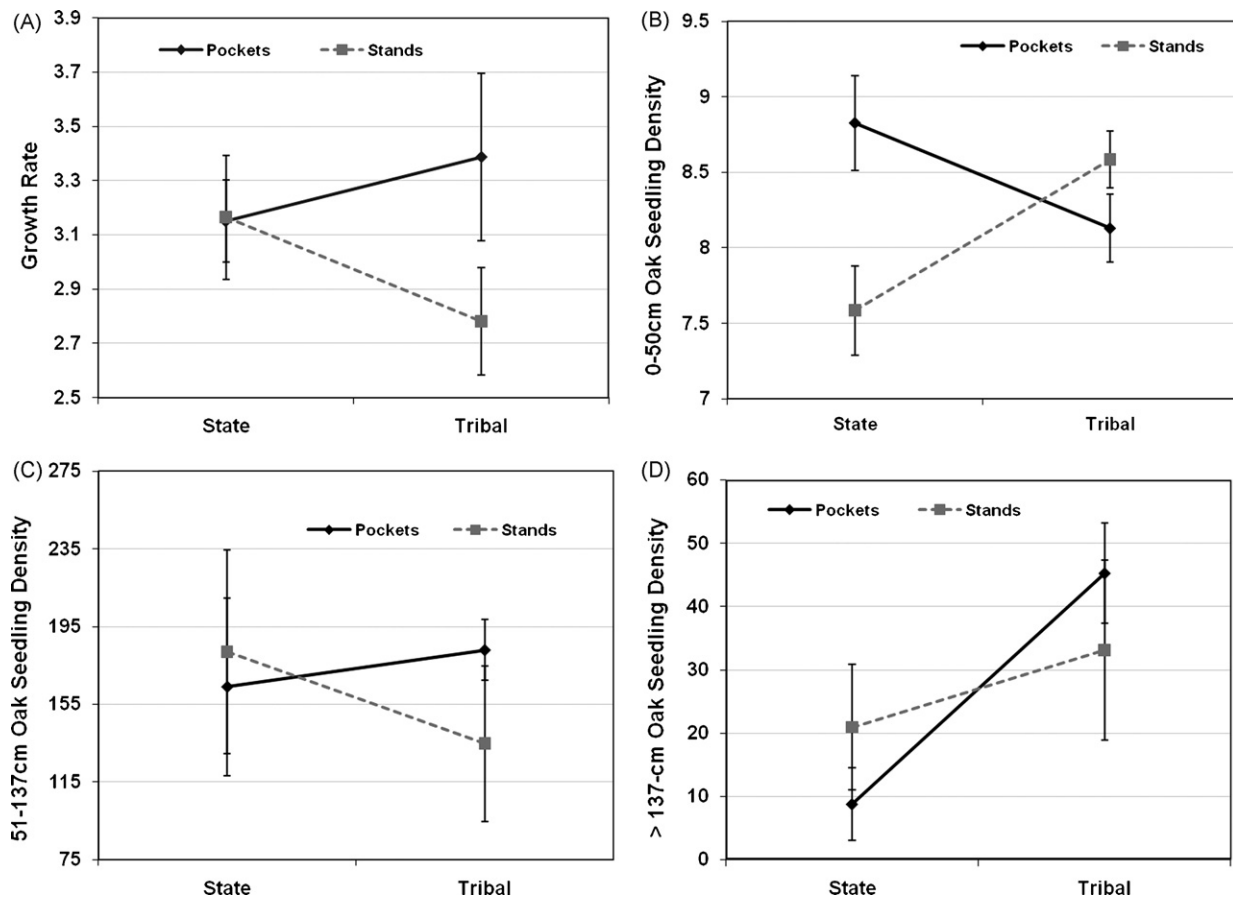 (A)
3.9
3.7
3.5
3.3
3.1
2.9
2.7
2.5
Growth Rate
Pockets Stands
State Tribal
(B)
9.5
9
8.5
8
7.5
7
0-50cm Oak Seedling Density
Pockets Stands
State Tribal
(C)
275
235
195
155
115
75
51-137cm Oak Seedling Density
Pockets Stands
State Tribal
(D)
60
50
40
30
20
10
0
> 137-cm Oak Seedling Density
Pockets Stands
State Tribal